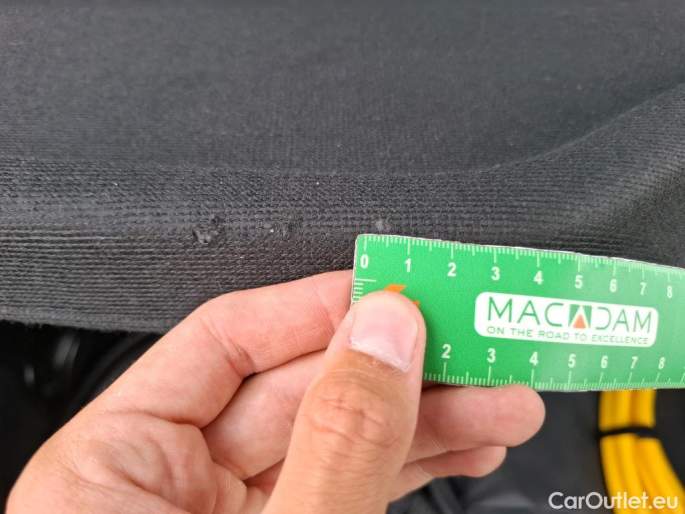 0 1 2 3 4 5 6 7 8
MACADAM
ON THE ROAD TO EXCELLENCE
2 3 4 5 6 7 8
CarOutlet.eu